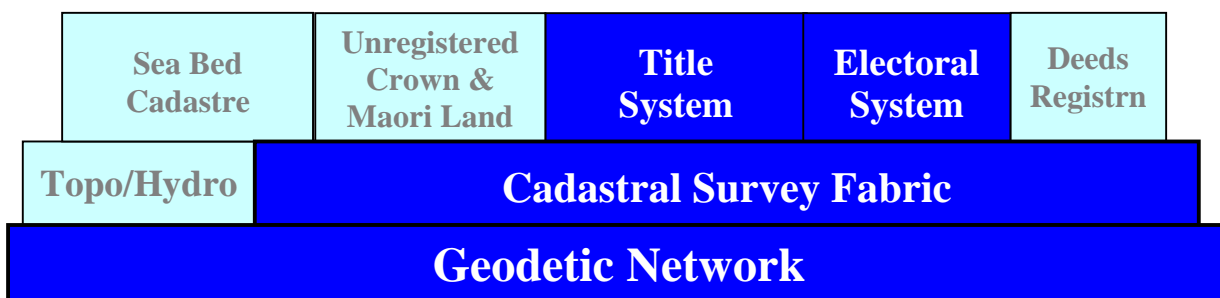 Sea Bed
Cadastre
Unregistered
Crown &
Maori Land
Title
System
Electoral
System
Deeds
Registrn
Topo/Hydro
Cadastral Survey Fabric
Geodetic Network